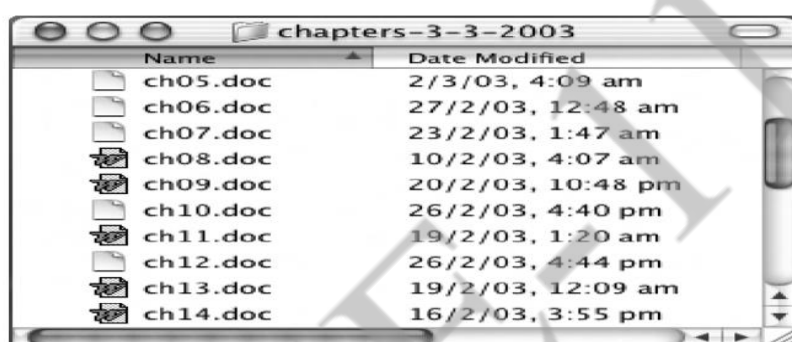 chapters-3-3-2003
Name Date Modified
ch05.doc 2/3/03, 4:09 am
ch06.doc 27/2/03, 12:48 am
ch07.doc 23/2/03, 1:47 am
ch08.doc 10/2/03, 4:07 am
ch09.doc 20/2/03, 10:48 pm
ch10.doc 26/2/03, 4:40 pm
ch11.doc 19/2/03, 1:20 am
ch12.doc 26/2/03, 4:44 pm
ch13.doc 19/2/03, 12:09 am
ch14.doc 16/2/03, 3:55 pm